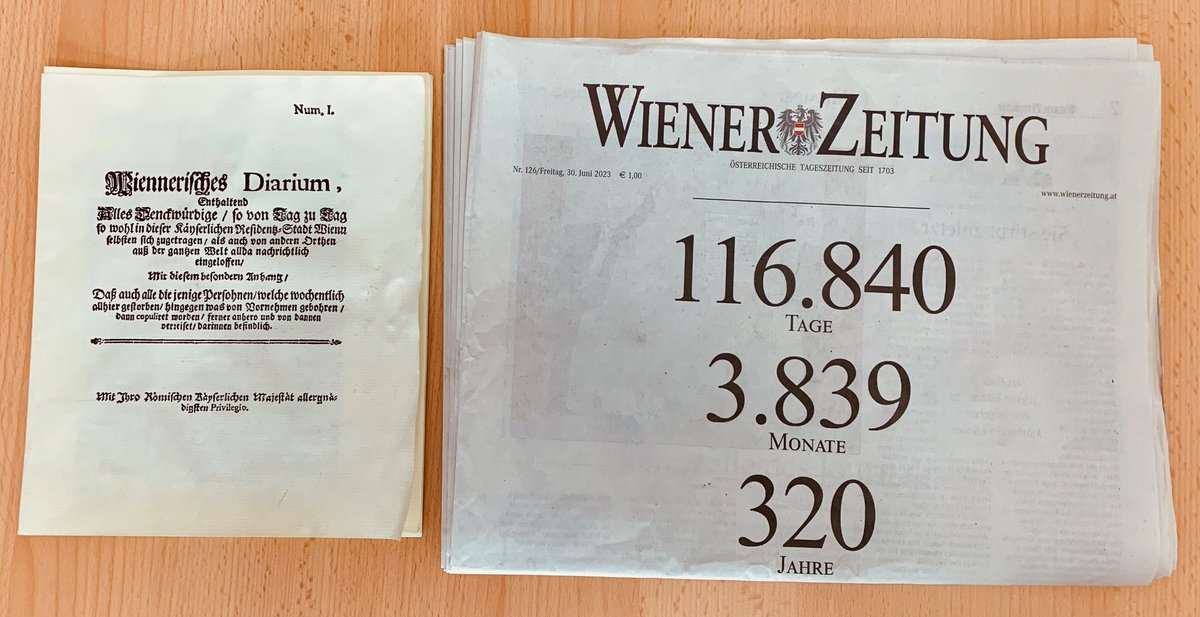 Num. I.
Wiennerisches Diarium,
Enthaltend
Alles Denckwürdige / so von Tag zu Tag
so wohl in dieser Käyserlichen Residentz-Stadt Wienn
selbsten sich zugetragen / als auch von andern Orthen
auß der gantzen Welt allda nachrichtlich
eingeloffen /
Mit diesem besondern Anhang /
Daß auch alle die jenige Persohnen / welche wochentlich
allhier gestorben / hingegen was von Vornehmen gebohren /
dann copuliret worden / ferner anhero und von dannen
verreiset / darinnen befindlich.
Mit Ihro Römischen Käyserlichen Majestät allergnä-
digsten Privilegio.
WIENER ZEITUNG
ÖSTERREICHISCHE TAGESZEITUNG SEIT 1703
Nr. 126/Freitag, 30. Juni 2023 € 1,00
www.wienerzeitung.at
116.840
TAGE
3.839
MONATE
320
JAHRE